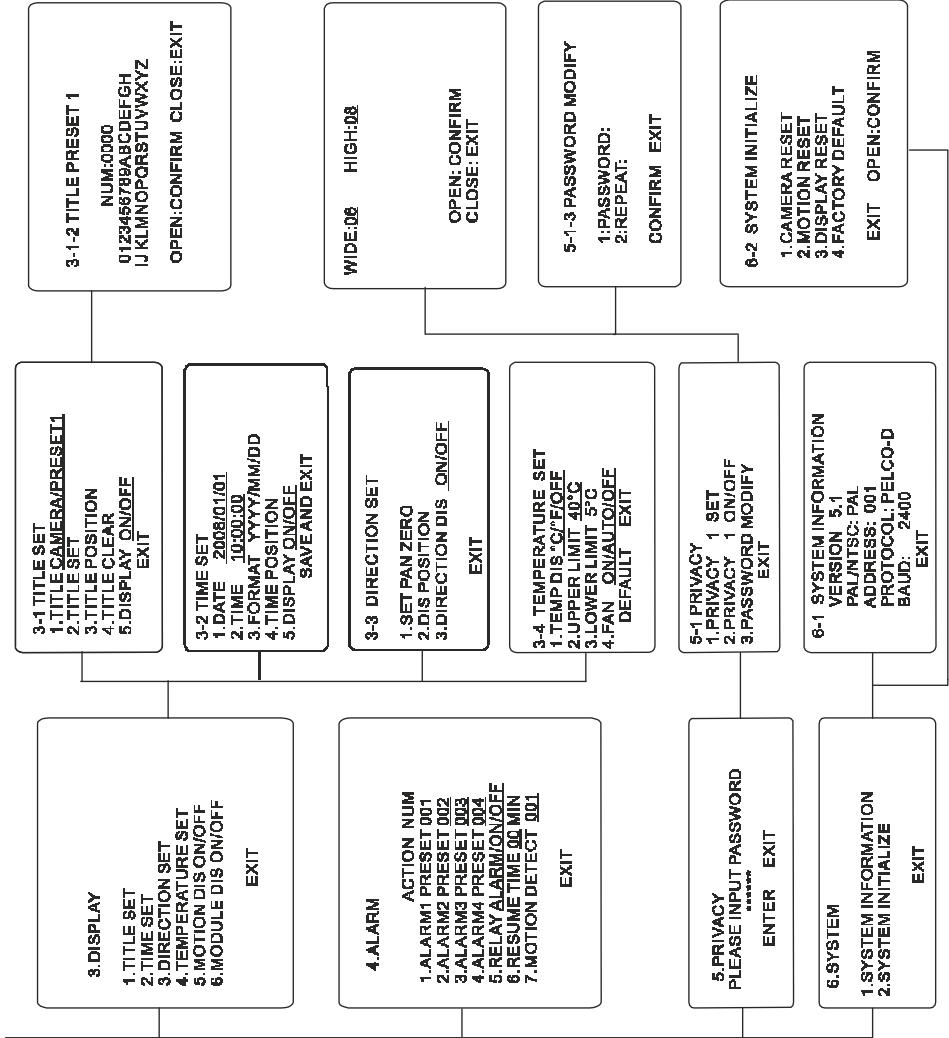 3.DISPLAY
1.TITLE SET
2.TIME SET
3.DIRECTION SET
4.TEMPERATURE SET
5.MOTION DIS ON/OFF
6.MODULE DIS ON/OFF
EXIT
4.ALARM
ACTION NUM
1.ALARM1 PRESET 001
2.ALARM2 PRESET 002
3.ALARM3 PRESET 003
4.ALARM4 PRESET 004
5.RELAY ALARM/ON/OFF
6.RESUME TIME 00 MIN
7.MOTION DETECT 001
EXIT
5.PRIVACY
PLEASE INPUT PASSWORD
******
ENTER EXIT
6.SYSTEM
1.SYSTEM INFORMATION
2.SYSTEM INITIALIZE
EXIT
3-1 TITLE SET
1.TITLE CAMERA/PRESET1
2.TITLE SET
3.TITLE POSITION
4.TITLE CLEAR
5.DISPLAY ON/OFF
EXIT
3-2 TIME SET
1.DATE 2008/01/01
2.TIME 10:00:00
3.FORMAT YYYY/MM/DD
4.TIME POSITION
5.DISPLAY ON/OFF
SAVE AND EXIT
3-3 DIRECTION SET
1.SET PAN ZERO
2.DIS POSITION
3.DIRECTION DIS ON/OFF
EXIT
3-4 TEMPERATURE SET
1.TEMP DIS °C/°F/OFF
2.UPPER LIMIT 40°C
3.LOWER LIMIT 5°C
4.FAN ON/AUTO/OFF
DEFAULT EXIT
5-1 PRIVACY
1.PRIVACY 1 SET
2.PRIVACY 1 ON/OFF
3.PASSWORD MODIFY
EXIT
6-1 SYSTEM INFORMATION
VERSION 5.1
PAL/NTSC: PAL
ADDRESS: 001
PROTOCOL: PELCO-D
BAUD: 2400
3-1-2 TITLE PRESET 1
NUM:0000
0123456789ABCDEFGH
IJKLMNOPQRSTUVWXYZ
OPEN:CONFIRM CLOSE:EXIT
WIDE:06 HIGH:08
OPEN: CONFIRM
CLOSE: EXIT
5-1-3 PASSWORD MODIFY
1:PASSWORD:
2:REPEAT:
CONFIRM EXIT
6-2 SYSTEM INITIALIZE
1.CAMERA RESET
2.MOTION RESET
3.DISPLAY RESET
4.FACTORY DEFAULT
EXIT OPEN:CONFIRM